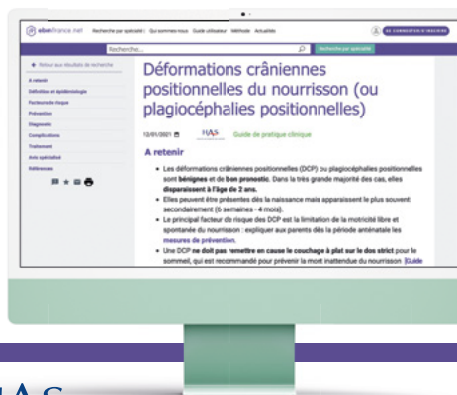 ebmfrance.net Recherche par spécialité : Qui sommes-nous Guide utilisateur Méthode Actualités SE CONNECTER/S'INSCRIRE
Recherche... Recherche par spécialité
Retour aux résultats de recherche
A retenir
Définition et épidémiologie
Facteurs de risque
Prévention
Diagnostic
Complications
Traitement
Avis spécialisé
Références
Déformations crâniennes
positionnelles du nourrisson (ou
plagiocéphalies positionnelles)
12/01/2021 HAS Guide de pratique clinique
A retenir
• Les déformations crâniennes positionnelles (DCP) ou plagiocéphalies positionnelles
sont bénignes et de bon pronostic. Dans la très grande majorité des cas, elles
disparaissent à l'âge de 2 ans.
• Elles peuvent être présentes dès la naissance mais apparaissent le plus souvent
secondairement (6 semaines - 4 mois).
• Le principal facteur de risque des DCP est la limitation de la motricité libre et
spontanée du nourrisson : expliquer aux parents dès la période anténatale les
mesures de prévention.
• Une DCP ne doit pas remettre en cause le couchage à plat sur le dos strict pour le
sommeil, qui est recommandé pour prévenir la mort inattendue du nourrisson [Guide